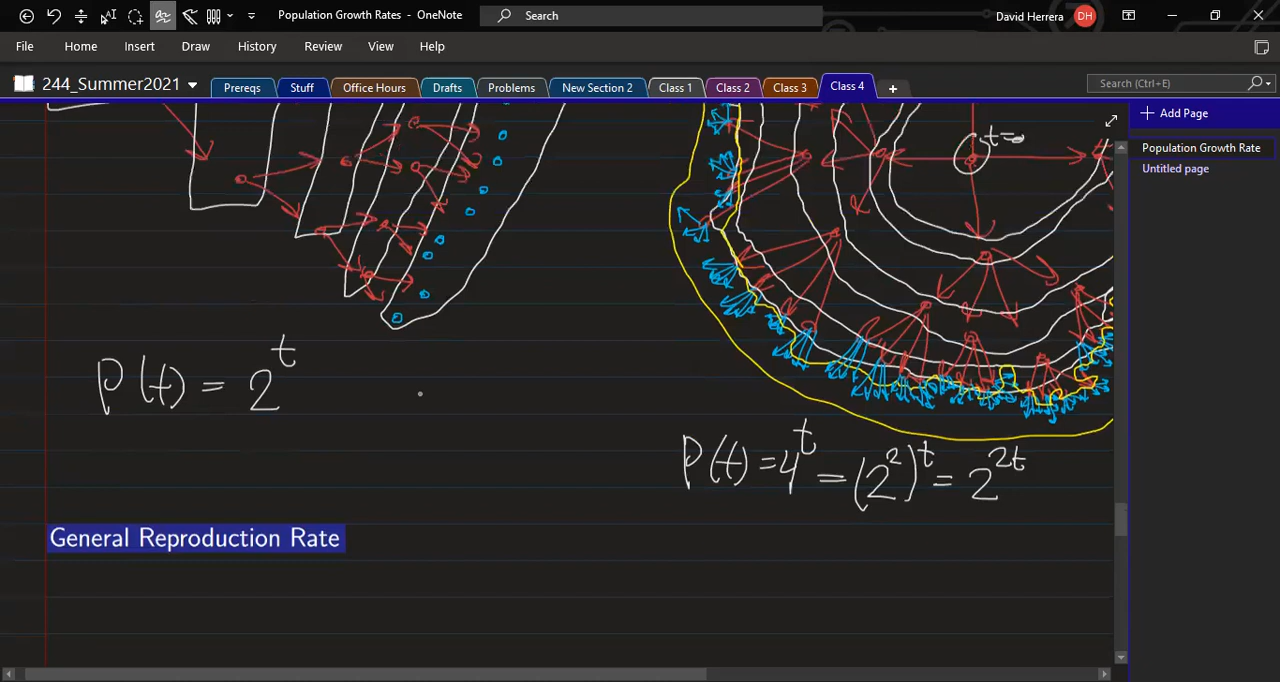 Population Growth Rates - OneNote
Search
David Herrera
DH
File Home Insert Draw History Review View Help
244_Summer2021
Prereqs Stuff Office Hours Drafts Problems New Section 2 Class 1 Class 2 Class 3 Class 4 +
Search (Ctrl+E)
Add Page
Population Growth Rate
Untitled page
t=0
P(t) = 2^t
P(t) = 4^t = (2^2)^t = 2^{2t}
General Reproduction Rate